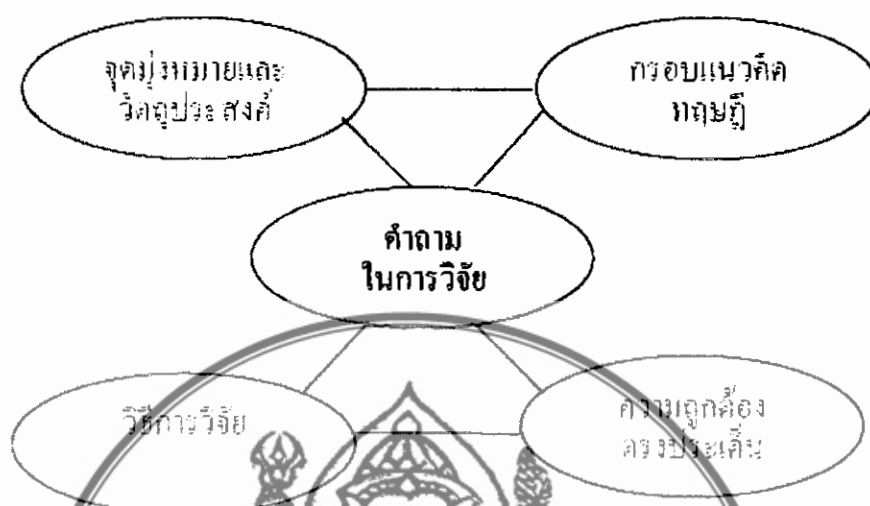 จุดมุ่งหมายและ
วัตถุประสงค์
กรอบแนวคิด
ทฤษฎี
คำถาม
ในการวิจัย
วิธีการวิจัย
ความถูกต้อง
ตรงประเด็น